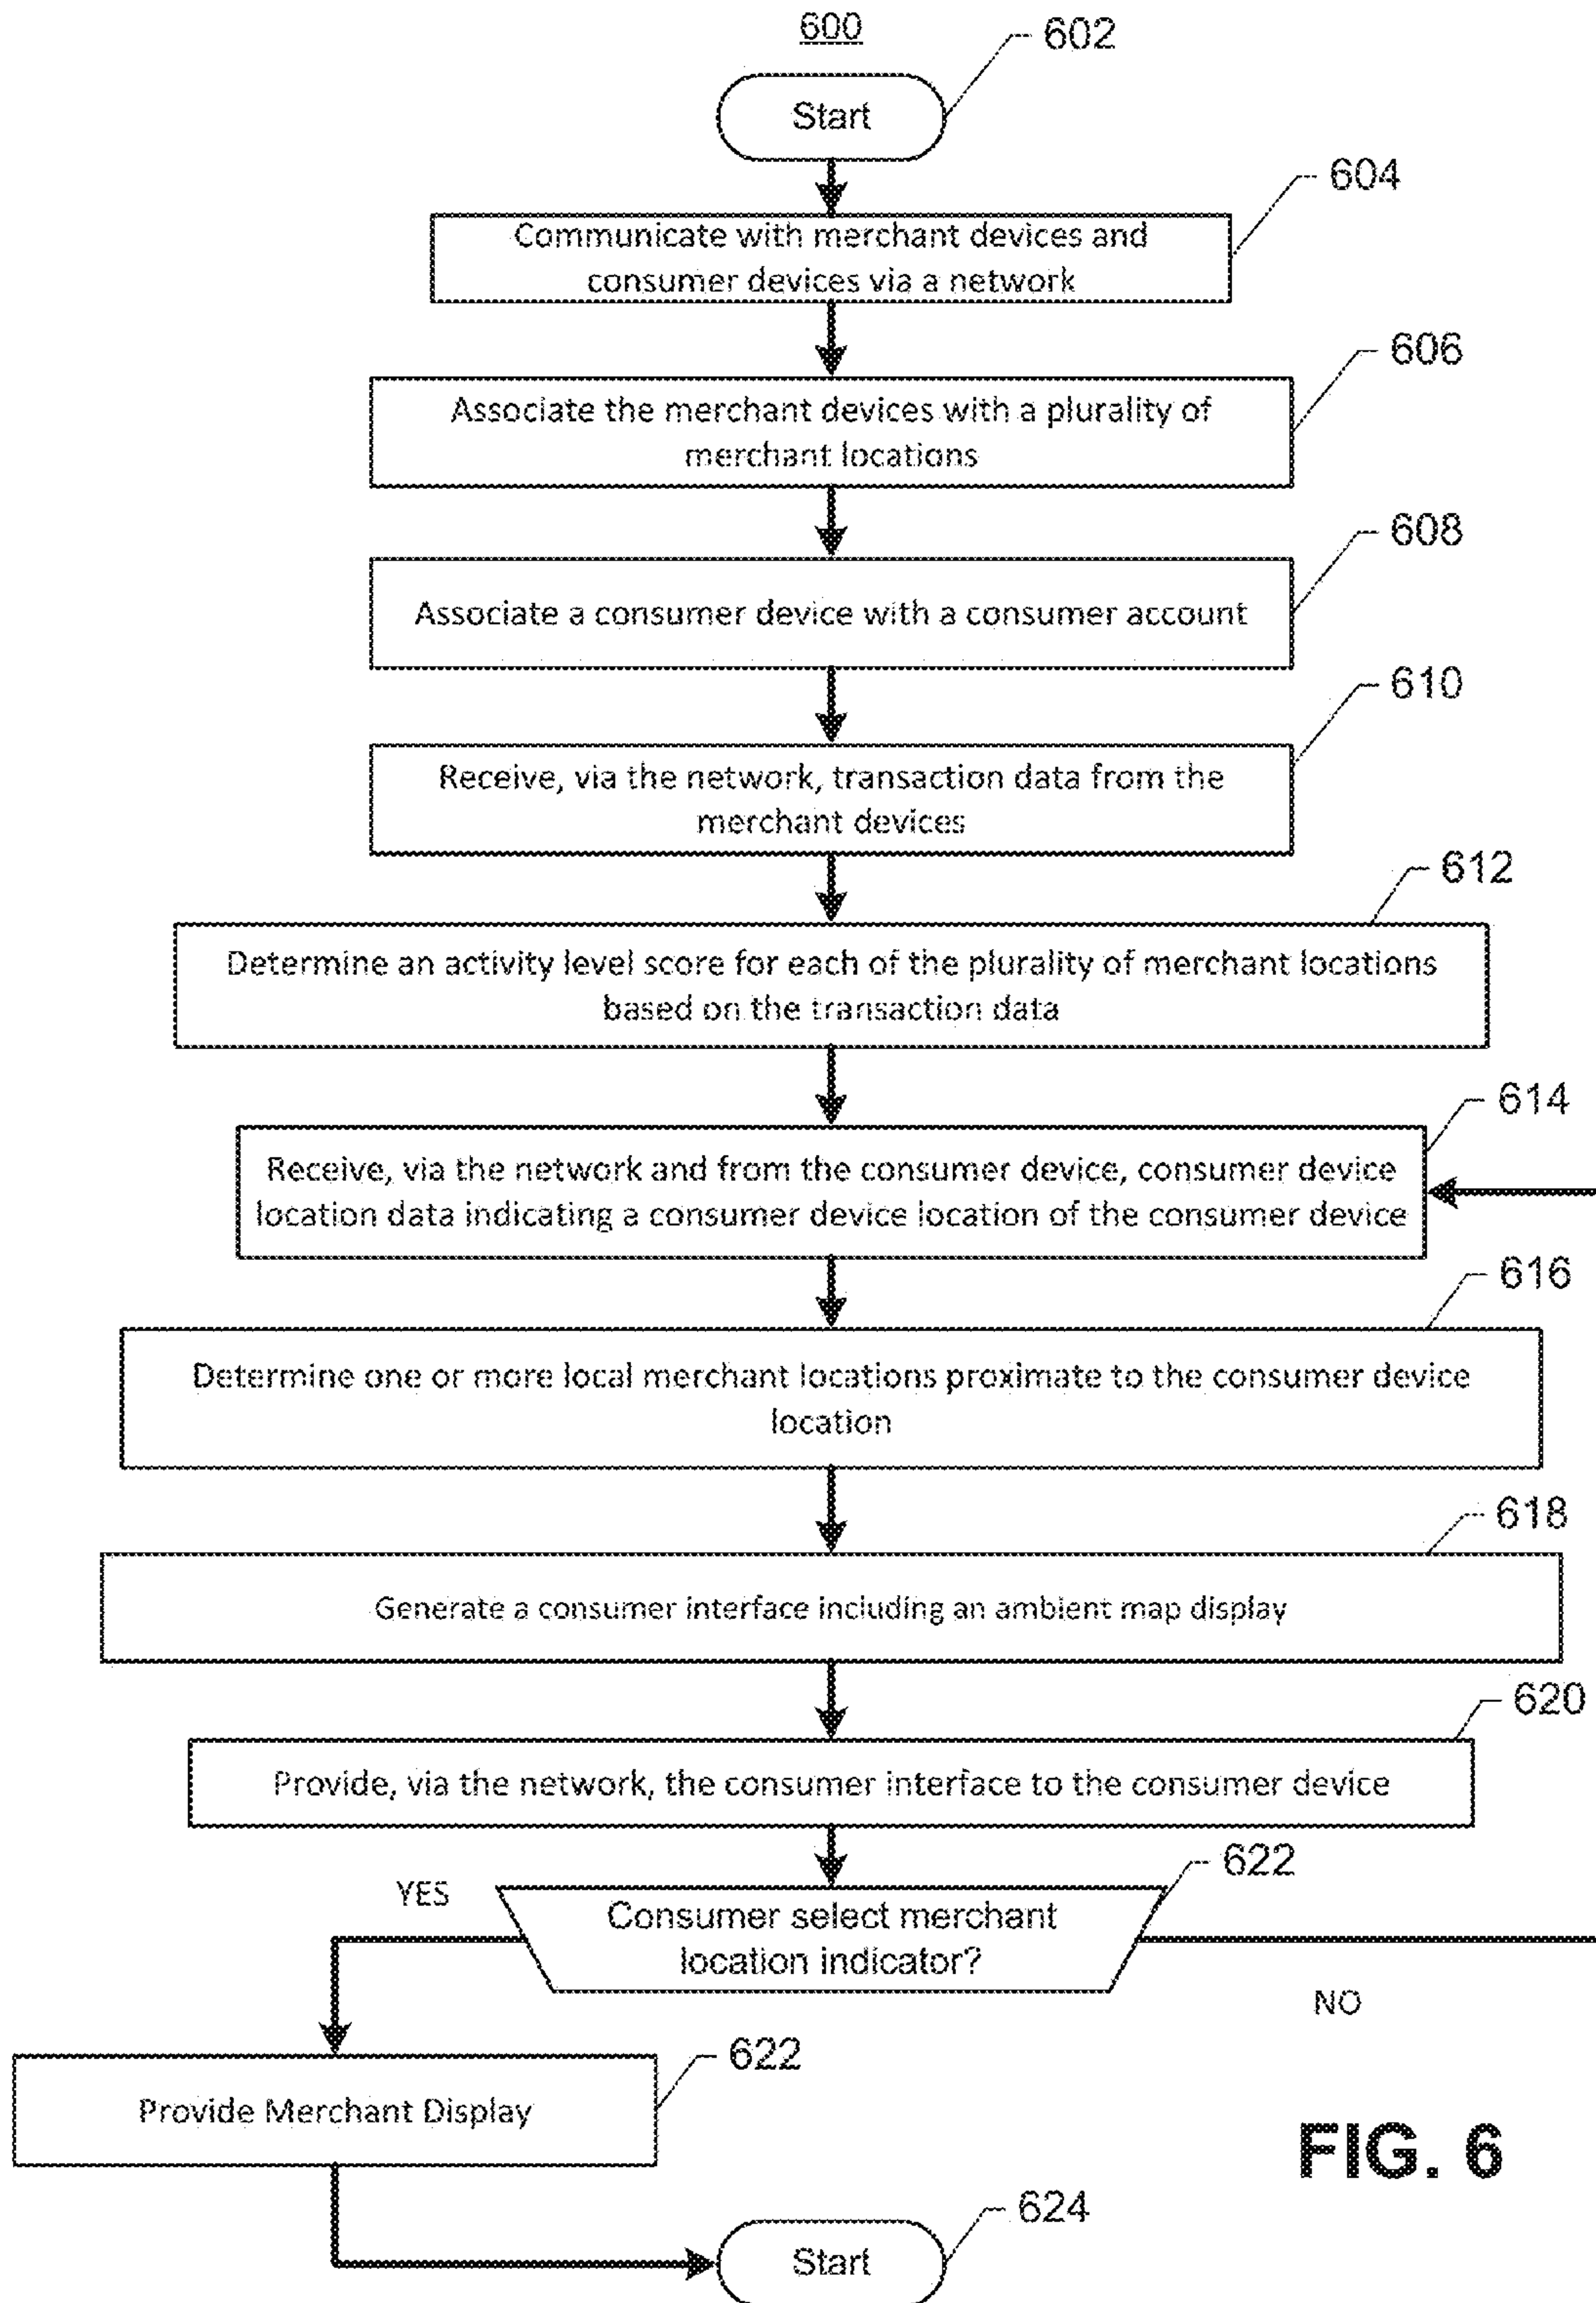 600
602
Start
604
Communicate with merchant devices and
consumer devices via a network
606
Associate the merchant devices with a plurality of
merchant locations
608
Associate a consumer device with a consumer account
610
Receive, via the network, transaction data from the
merchant devices
612
Determine an activity level score for each of the plurality of merchant locations
based on the transaction data
614
Receive, via the network and from the consumer device, consumer device
location data indicating a consumer device location of the consumer device
616
Determine one or more local merchant locations proximate to the consumer device
location
618
Generate a consumer interface including an ambient map display
620
Provide, via the network, the consumer interface to the consumer device
622
YES
Consumer select merchant
location indicator?
NO
622
Provide Merchant Display
FIG. 6
624
Start